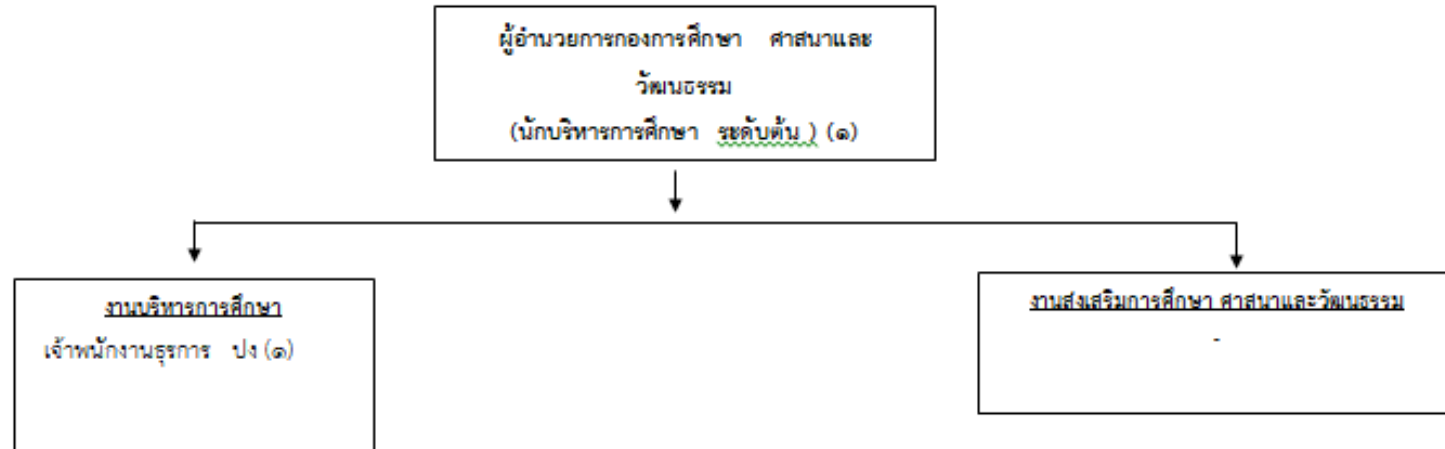 ผู้อำนวยการกองการศึกษา ศาสนาและ
วัฒนธรรม
(นักบริหารการศึกษา ระดับต้น ) (๑)
งานบริหารการศึกษา
เจ้าพนักงานธุรการ ปง (๑)
งานส่งเสริมการศึกษา ศาสนาและวัฒนธรรม
-